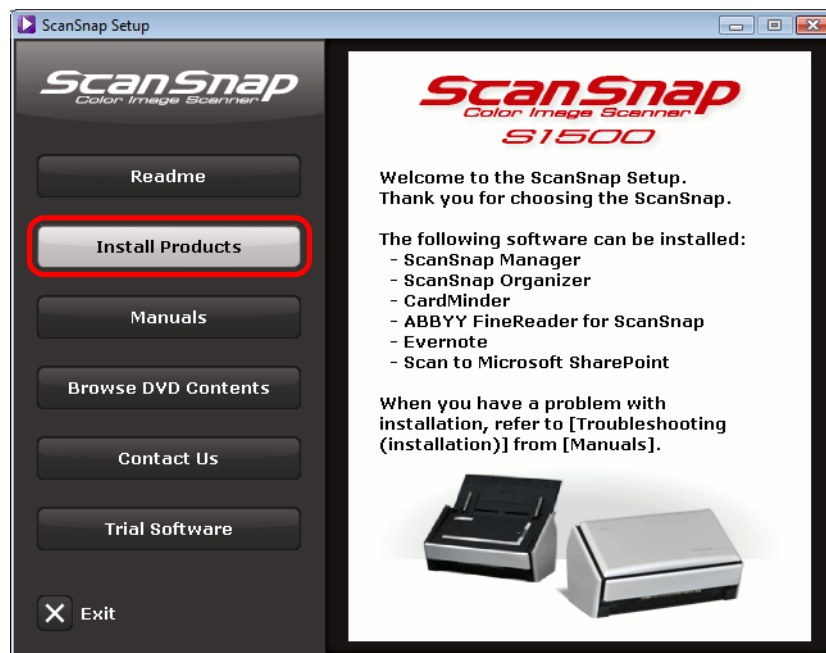 ScanSnap Setup
ScanSnap
Color Image Scanner
Readme
Install Products
Manuals
Browse DVD Contents
Contact Us
Trial Software
Exit
ScanSnap
Color Image Scanner
S1500
Welcome to the ScanSnap Setup.
Thank you for choosing the ScanSnap.
The following software can be installed:
- ScanSnap Manager
- ScanSnap Organizer
- CardMinder
- ABBYY FineReader for ScanSnap
- Evernote
- Scan to Microsoft SharePoint
When you have a problem with
installation, refer to [Troubleshooting
(installation)] from [Manuals].